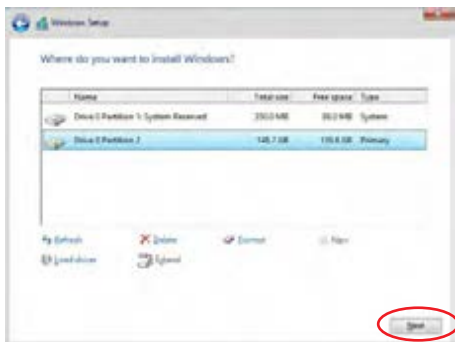 Windows Setup
Where do you want to install Windows?
Name Total size Free space Type
Drive 0 Partition 1: System Reserved 350.0 MB System
Drive 0 Partition 2 Primary
Refresh Delete Format New
Load driver Extend
Next